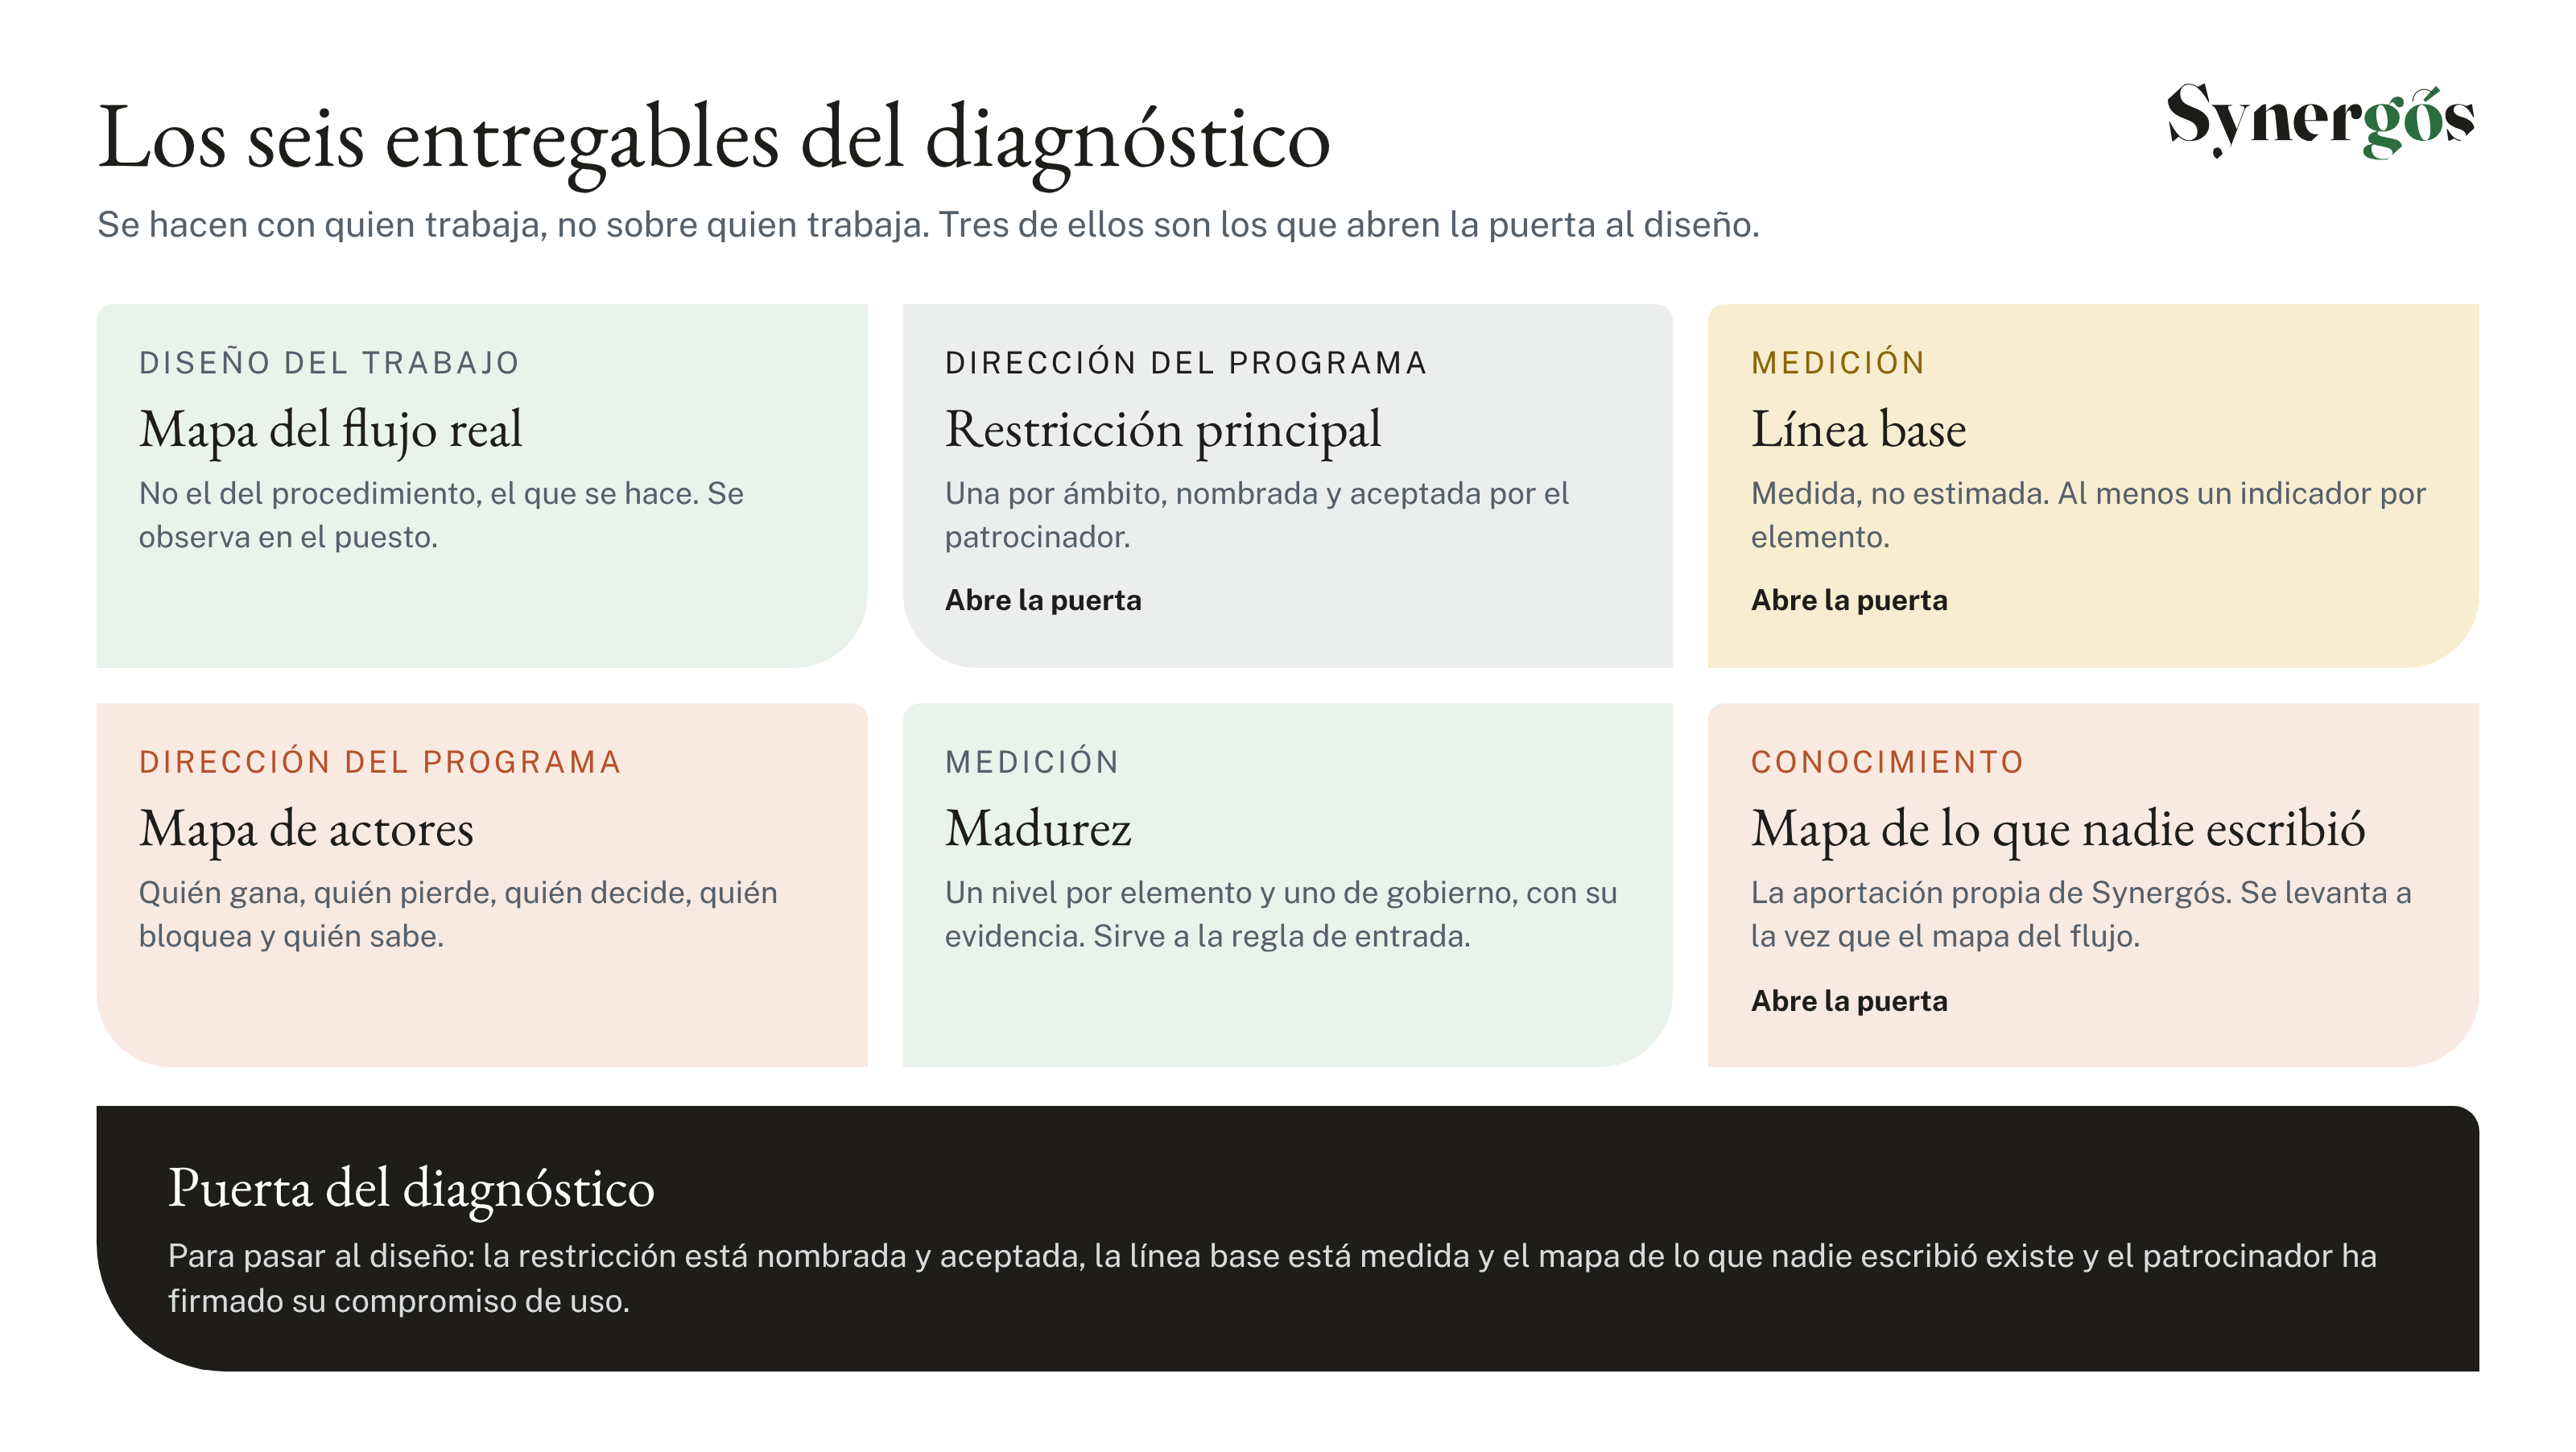 Los seis entregables del diagnóstico
Synergós
Se hacen con quien trabaja, no sobre quien trabaja. Tres de ellos son los que abren la puerta al diseño.
DISEÑO DEL TRABAJO
Mapa del flujo real
No el del procedimiento, el que se hace. Se
observa en el puesto.
DIRECCIÓN DEL PROGRAMA
Restricción principal
Una por ámbito, nombrada y aceptada por el
patrocinador.
Abre la puerta
MEDICIÓN
Línea base
Medida, no estimada. Al menos un indicador por
elemento.
Abre la puerta
DIRECCIÓN DEL PROGRAMA
Mapa de actores
Quién gana, quién pierde, quién decide, quién
bloquea y quién sabe.
MEDICIÓN
Madurez
Un nivel por elemento y uno de gobierno, con su
evidencia. Sirve a la regla de entrada.
CONOCIMIENTO
Mapa de lo que nadie escribió
La aportación propia de Synergós. Se levanta a
la vez que el mapa del flujo.
Abre la puerta
Puerta del diagnóstico
Para pasar al diseño: la restricción está nombrada y aceptada, la línea base está medida y el mapa de lo que nadie escribió existe y el patrocinador ha
firmado su compromiso de uso.